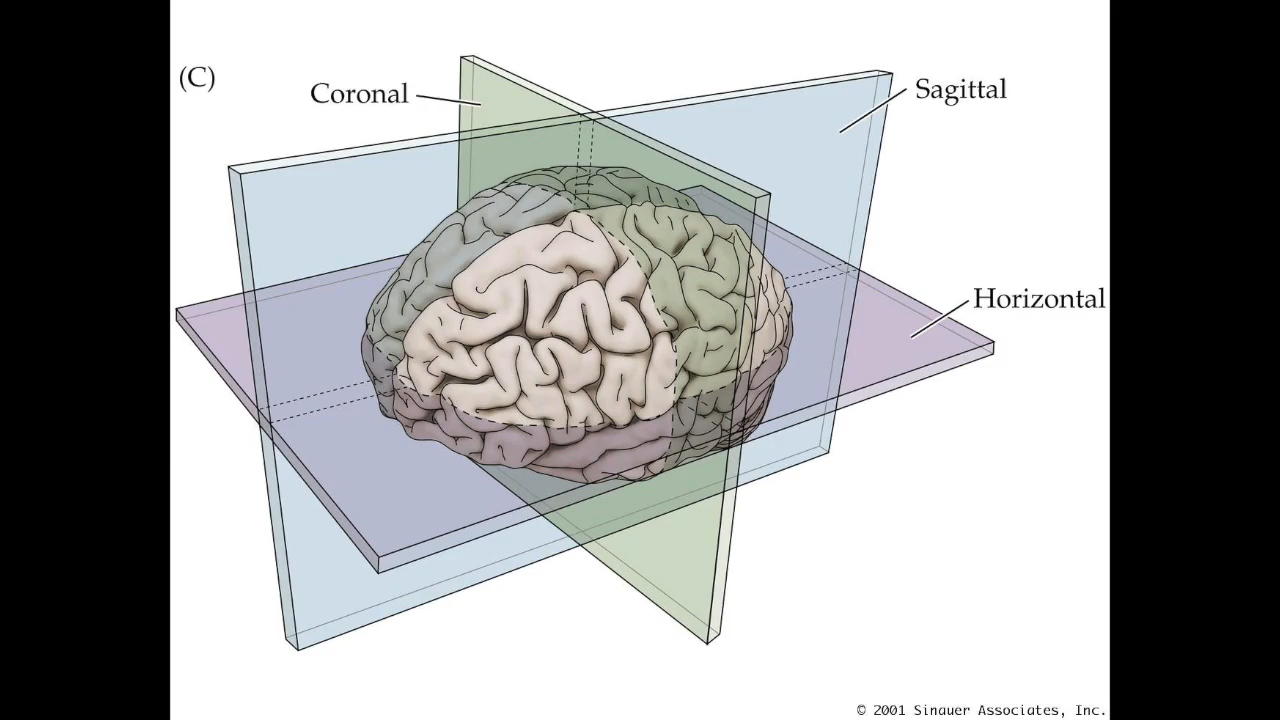 (C)
Coronal
Sagittal
Horizontal
© 2001 Sinauer Associates, Inc.